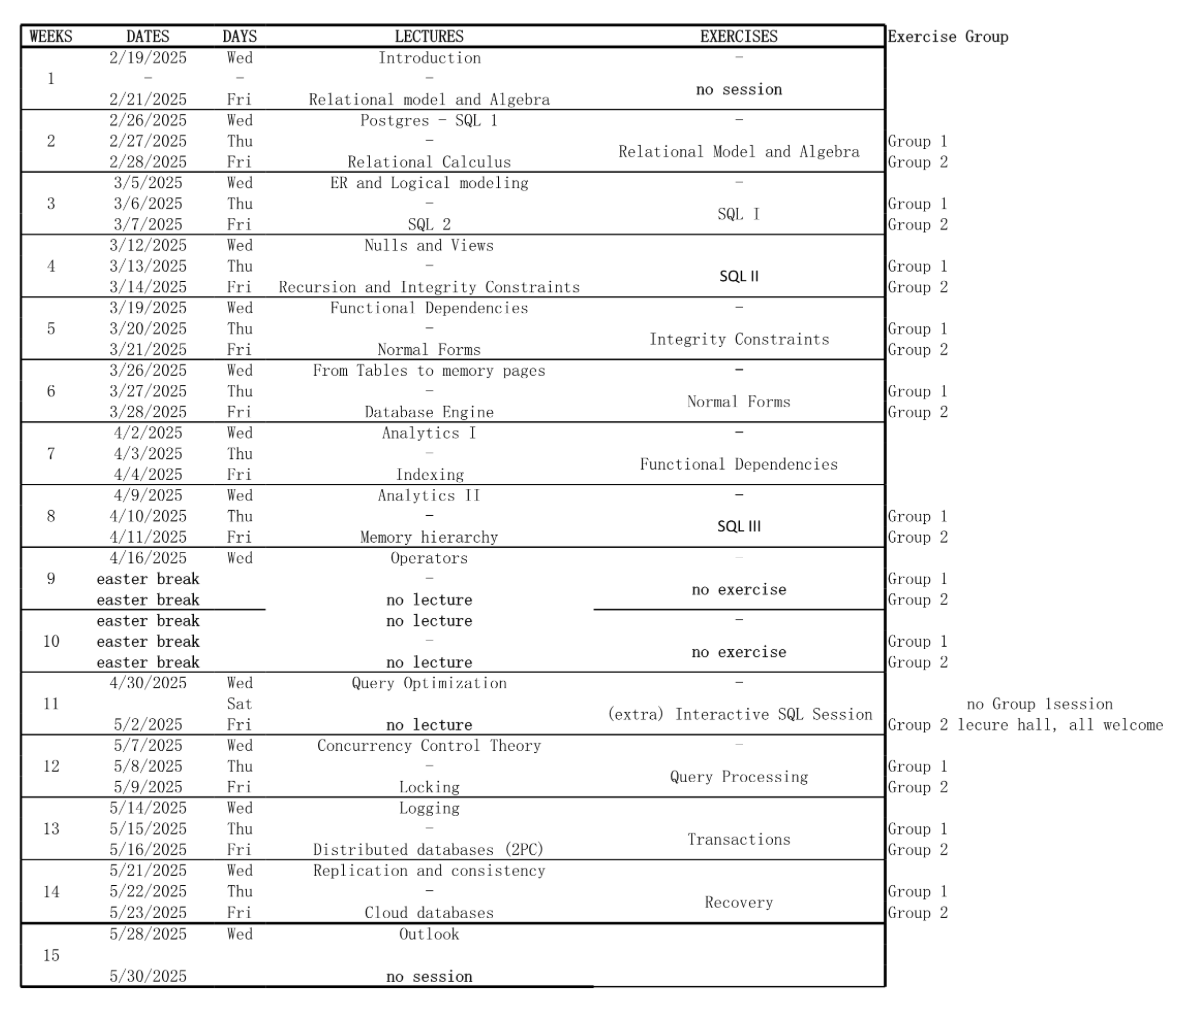 WEEKS DATES DAYS LECTURES EXERCISES Exercise Group
2/19/2025 Wed Introduction –
1 – – –
no session
2/21/2025 Fri Relational model and Algebra
2/26/2025 Wed Postgres – SQL 1 –
2 2/27/2025 Thu – Group 1
Relational Model and Algebra
2/28/2025 Fri Relational Calculus Group 2
3/5/2025 Wed ER and Logical modeling –
3 3/6/2025 Thu – Group 1
SQL I
3/7/2025 Fri SQL 2 Group 2
3/12/2025 Wed Nulls and Views
4 3/13/2025 Thu – Group 1
SQL II
3/14/2025 Fri Recursion and Integrity Constraints Group 2
3/19/2025 Wed Functional Dependencies –
5 3/20/2025 Thu – Group 1
Integrity Constraints
3/21/2025 Fri Normal Forms Group 2
3/26/2025 Wed From Tables to memory pages –
6 3/27/2025 Thu – Group 1
Normal Forms
3/28/2025 Fri Database Engine Group 2
4/2/2025 Wed Analytics I –
7 4/3/2025 Thu –
Functional Dependencies
4/4/2025 Fri Indexing
4/9/2025 Wed Analytics II –
8 4/10/2025 Thu – Group 1
SQL III
4/11/2025 Fri Memory hierarchy Group 2
4/16/2025 Wed Operators –
9 easter break – Group 1
no exercise
easter break no lecture Group 2
easter break no lecture –
10 easter break – Group 1
no exercise
easter break no lecture Group 2
4/30/2025 Wed Query Optimization –
11 Sat no Group 1session
(extra) Interactive SQL Session
5/2/2025 Fri no lecture Group 2 lecure hall, all welcome
5/7/2025 Wed Concurrency Control Theory –
12 5/8/2025 Thu – Group 1
Query Processing
5/9/2025 Fri Locking Group 2
5/14/2025 Wed Logging
13 5/15/2025 Thu – Group 1
Transactions
5/16/2025 Fri Distributed databases (2PC) Group 2
5/21/2025 Wed Replication and consistency
14 5/22/2025 Thu – Group 1
Recovery
5/23/2025 Fri Cloud databases Group 2
5/28/2025 Wed Outlook
15
5/30/2025 no session